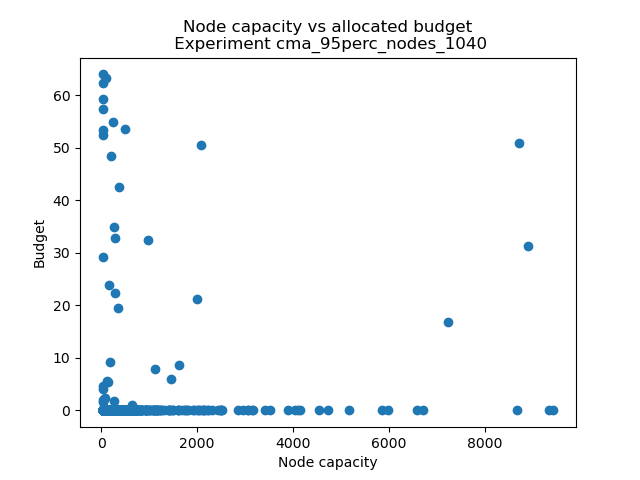 Node capacity vs allocated budget
Experiment cma_95perc_nodes_1040
60
50
40
30
20
10
0
Budget
0 2000 4000 6000 8000
Node capacity